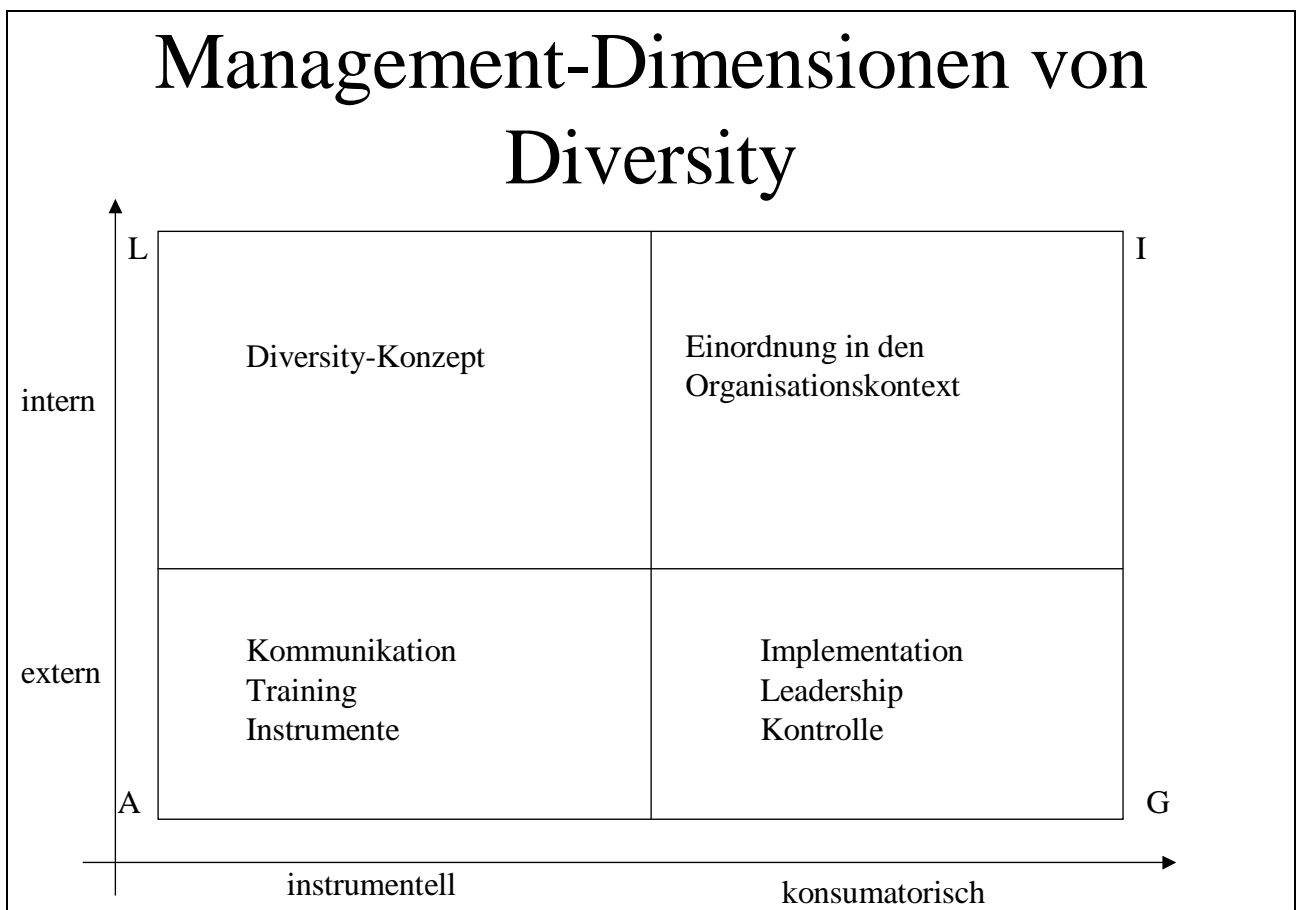 Management-Dimensionen von
Diversity
L
I
Diversity-Konzept
Einordnung in den
Organisationskontext
intern
Kommunikation
Training
Instrumente
Implementation
Leadership
Kontrolle
extern
A
G
instrumentell
konsumatorisch